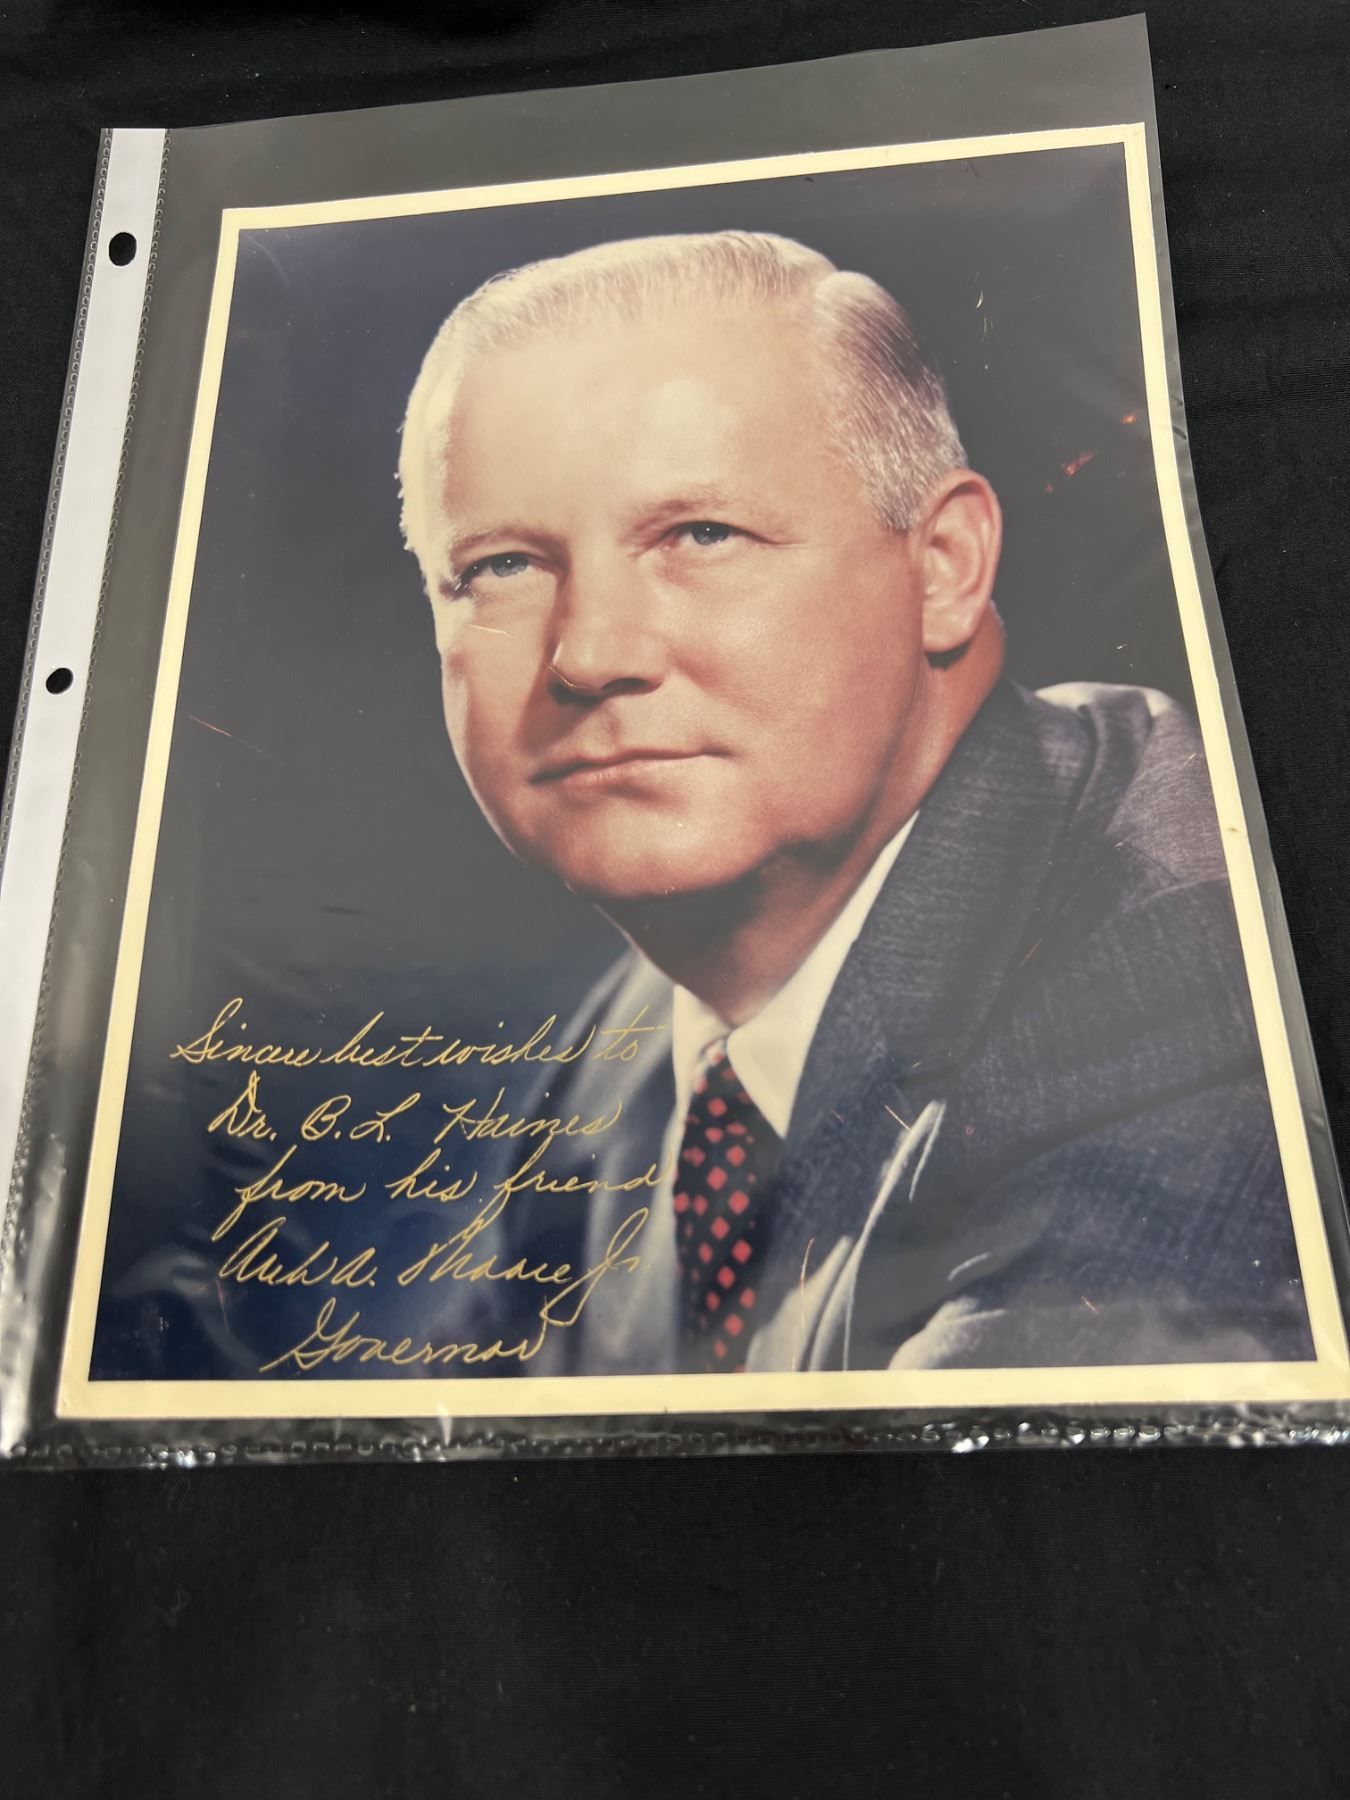 Sincere best wishes to
Dr. B. L. Haines
from his friend
Arch A. Moore Jr.
Governor